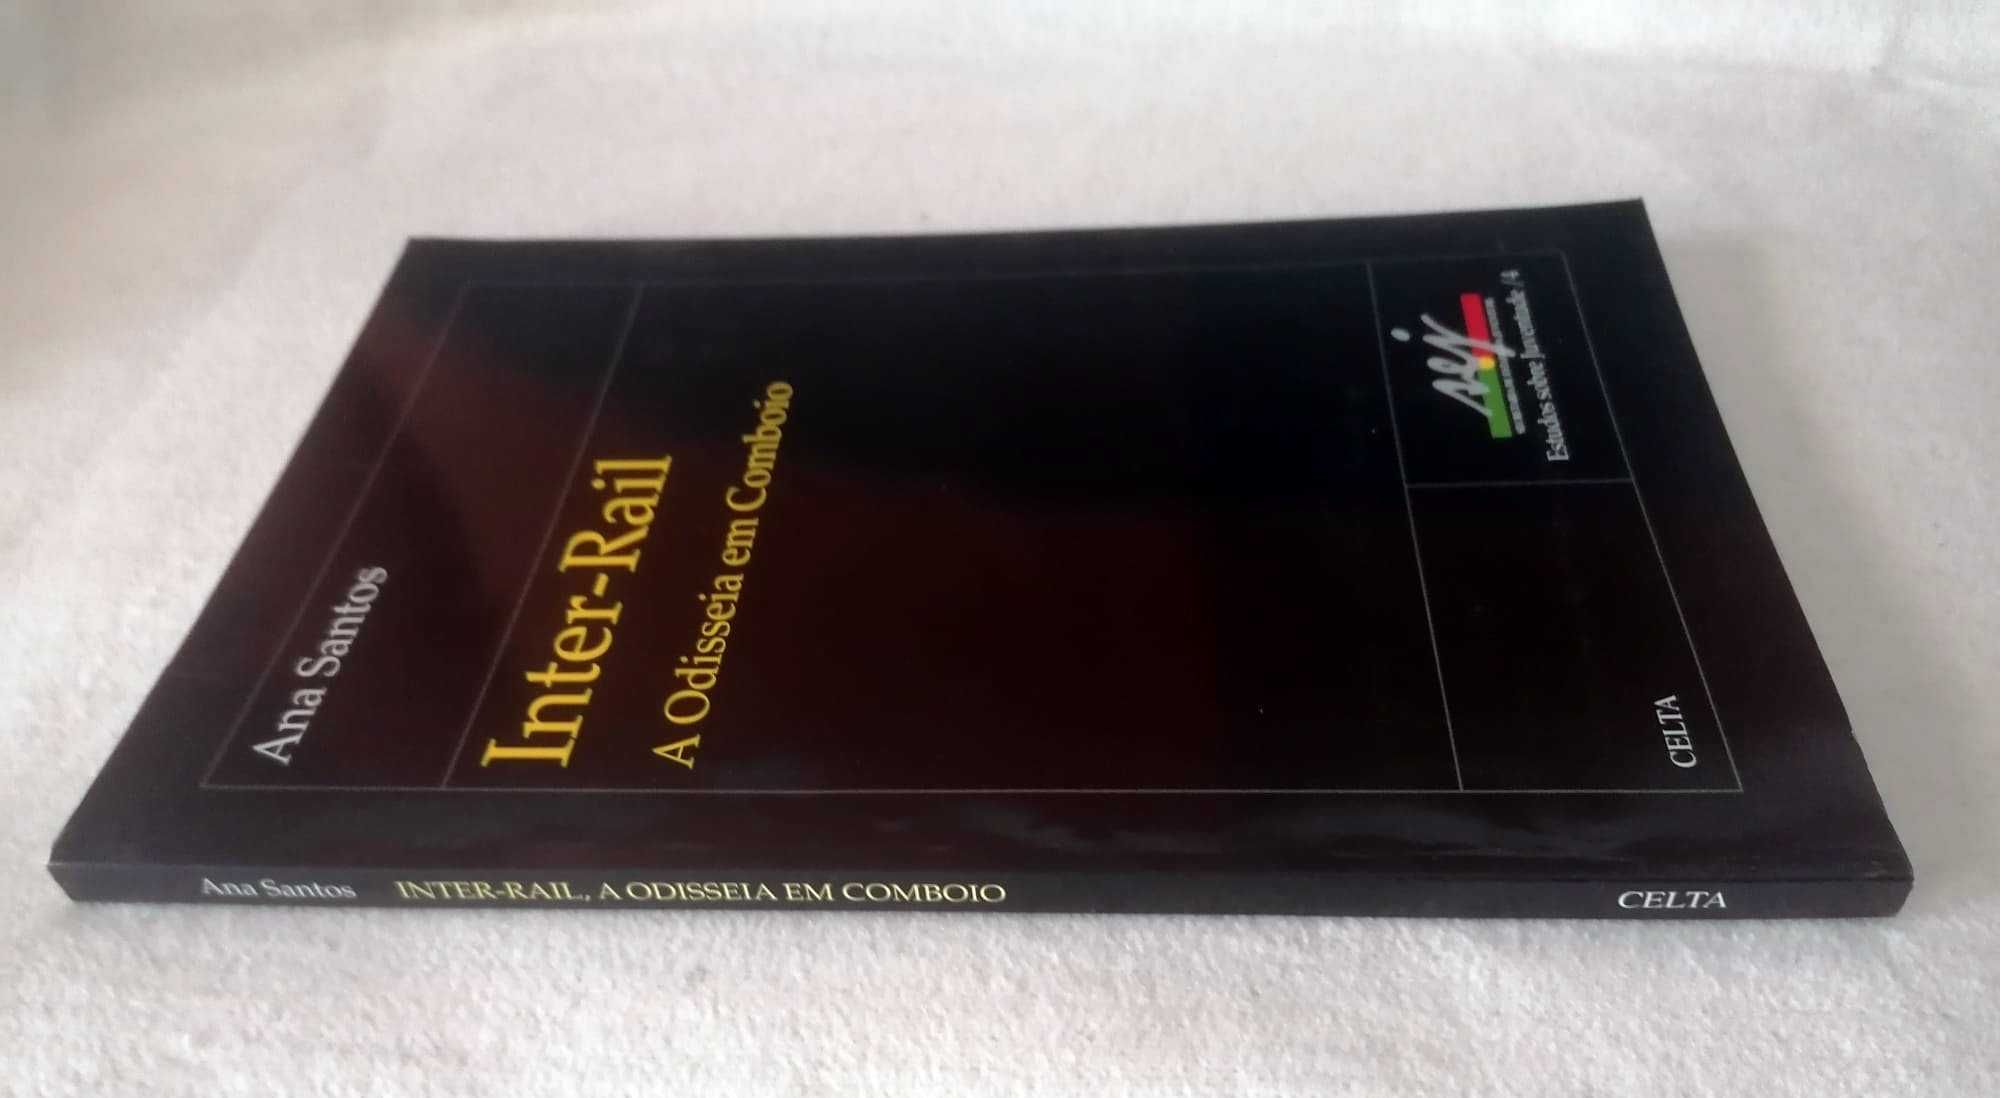 Ana Santos
Inter-Rail
A Odisseia em Comboio
sej
Estudos sobre Juventude / 4
CELTA
Ana Santos INTER-RAIL, A ODISSEIA EM COMBOIO CELTA